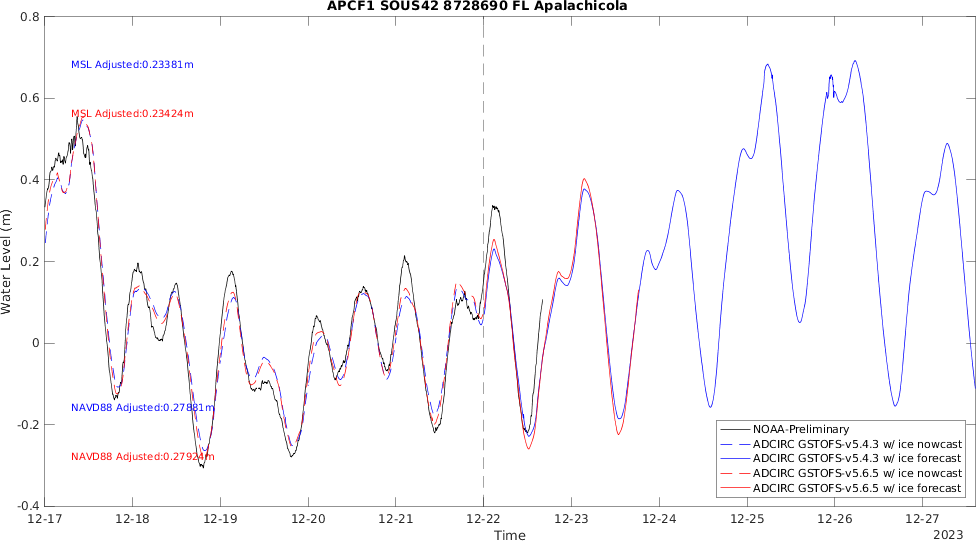 APCF1 SOUS42 8728690 FL Apalachicola
0.8
0.6
0.4
0.2
0
-0.2
-0.4
Water Level (m)
MSL Adjusted:0.23381m
MSL Adjusted:0.23424m
NAVD88 Adjusted:0.27881m
NAVD88 Adjusted:0.27924m
NOAA-Preliminary
ADCIRC GSTOFS-v5.4.3 w/ ice nowcast
ADCIRC GSTOFS-v5.4.3 w/ ice forecast
ADCIRC GSTOFS-v5.6.5 w/ ice nowcast
ADCIRC GSTOFS-v5.6.5 w/ ice forecast
12-17 12-18 12-19 12-20 12-21 12-22 12-23 12-24 12-25 12-26 12-27
Time
2023